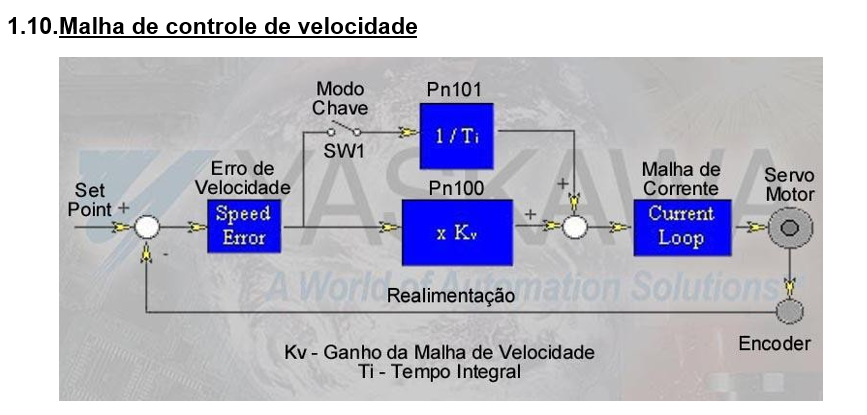 1.10.Malha de controle de velocidade
Modo
Chave
SW1
Pn101
1 / Ti
Set
Point +
-
Erro de
Velocidade
Speed
Error
Pn100
x Kv
+
+
Malha de
Corrente
Current
Loop
Servo
Motor
YASKAWA
A World of Automation Solutions
Realimentação
Encoder
Kv - Ganho da Malha de Velocidade
Ti - Tempo Integral